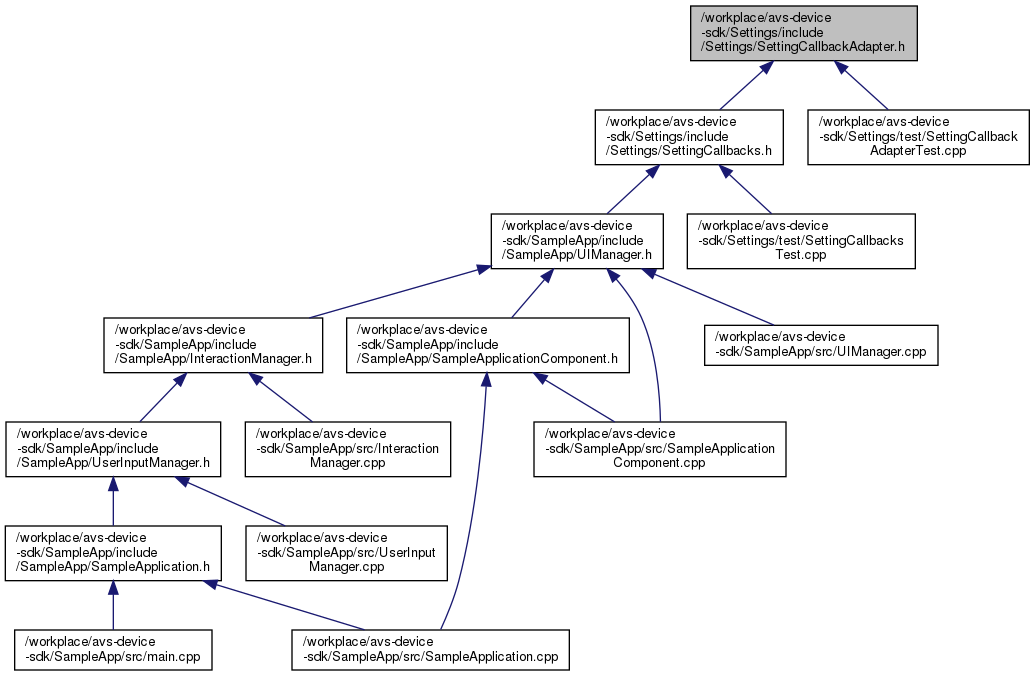 /workplace/avs-device
-sdk/Settings/include
/Settings/SettingCallbackAdapter.h
/workplace/avs-device
-sdk/Settings/include
/Settings/SettingCallbacks.h
/workplace/avs-device
-sdk/Settings/test/SettingCallback
AdapterTest.cpp
/workplace/avs-device
-sdk/SampleApp/include
/SampleApp/UIManager.h
/workplace/avs-device
-sdk/Settings/test/SettingCallbacks
Test.cpp
/workplace/avs-device
-sdk/SampleApp/include
/SampleApp/InteractionManager.h
/workplace/avs-device
-sdk/SampleApp/include
/SampleApp/SampleApplicationComponent.h
/workplace/avs-device
-sdk/SampleApp/src/UIManager.cpp
/workplace/avs-device
-sdk/SampleApp/include
/SampleApp/UserInputManager.h
/workplace/avs-device
-sdk/SampleApp/src/Interaction
Manager.cpp
/workplace/avs-device
-sdk/SampleApp/src/SampleApplication
Component.cpp
/workplace/avs-device
-sdk/SampleApp/include
/SampleApp/SampleApplication.h
/workplace/avs-device
-sdk/SampleApp/src/UserInput
Manager.cpp
/workplace/avs-device
-sdk/SampleApp/src/main.cpp
/workplace/avs-device
-sdk/SampleApp/src/SampleApplication.cpp